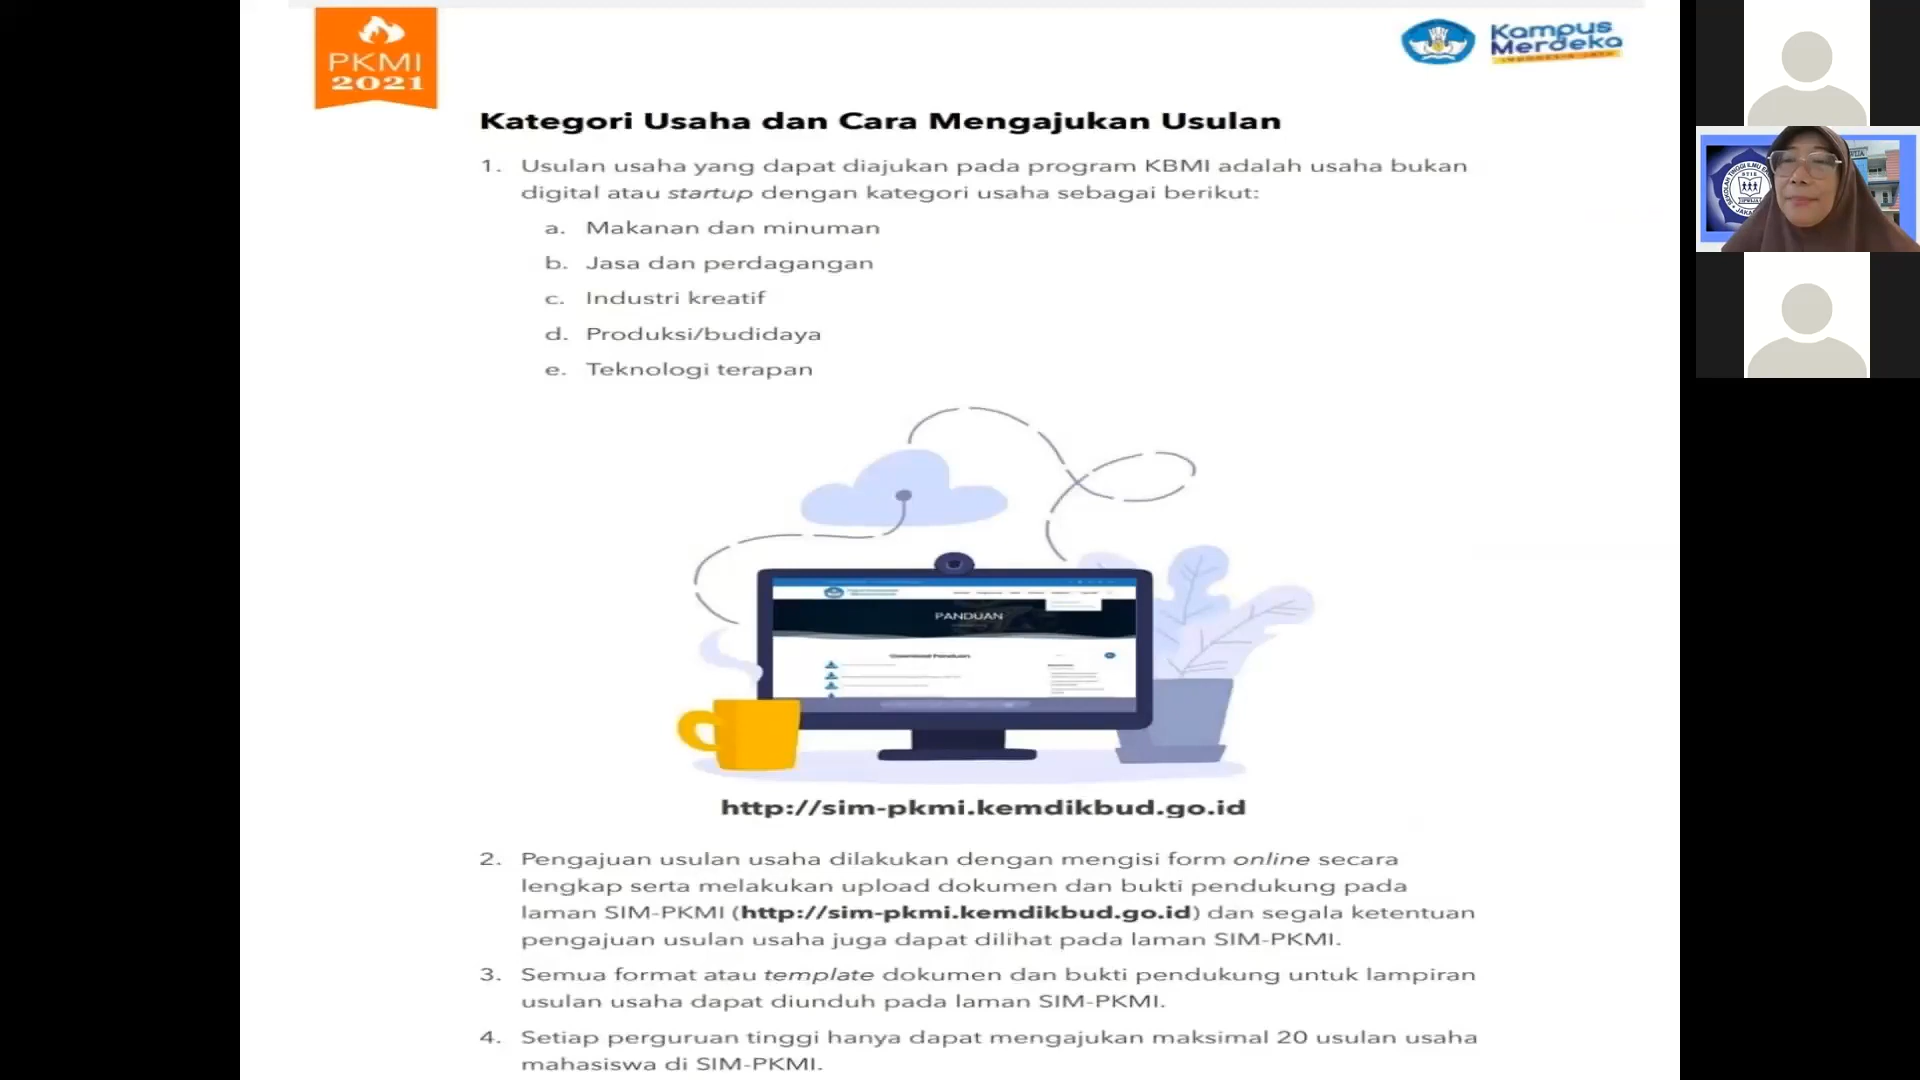 PKMI
2021
Kampus
Merdeka
INDONESIA JAYA
Kategori Usaha dan Cara Mengajukan Usulan
1. Usulan usaha yang dapat diajukan pada program KBMI adalah usaha bukan
digital atau startup dengan kategori usaha sebagai berikut:
a. Makanan dan minuman
b. Jasa dan perdagangan
c. Industri kreatif
d. Produksi/budidaya
e. Teknologi terapan
PANDUAN
Download Panduan
http://sim-pkmi.kemdikbud.go.id
2. Pengajuan usulan usaha dilakukan dengan mengisi form online secara
lengkap serta melakukan upload dokumen dan bukti pendukung pada
laman SIM-PKMI (http://sim-pkmi.kemdikbud.go.id) dan segala ketentuan
pengajuan usulan usaha juga dapat dilihat pada laman SIM-PKMI.
3. Semua format atau template dokumen dan bukti pendukung untuk lampiran
usulan usaha dapat diunduh pada laman SIM-PKMI.
4. Setiap perguruan tinggi hanya dapat mengajukan maksimal 20 usulan usaha
mahasiswa di SIM-PKMI.